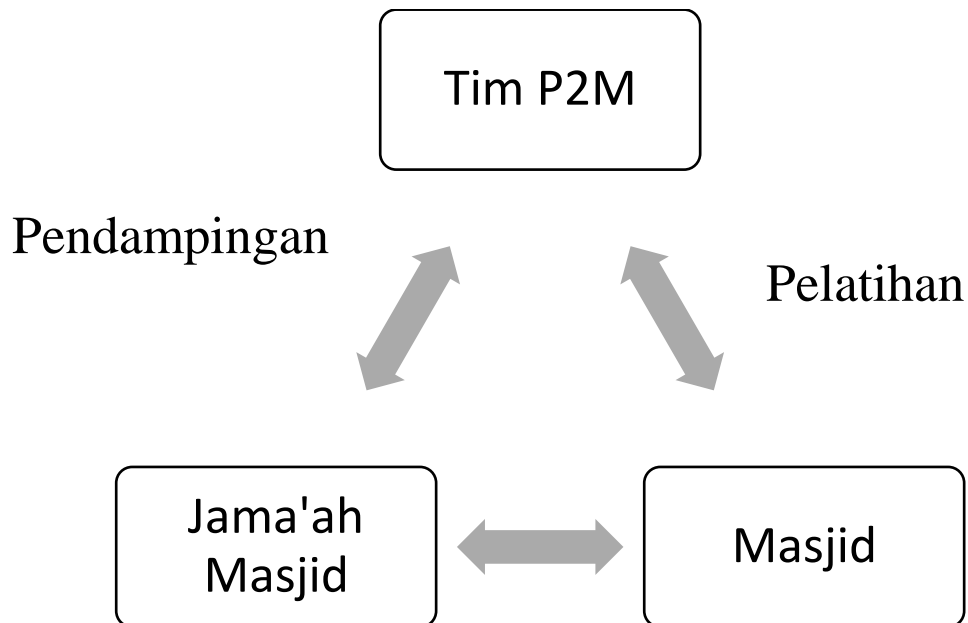 Tim P2M
Pendampingan
Pelatihan
Jama'ah
Masjid
Masjid